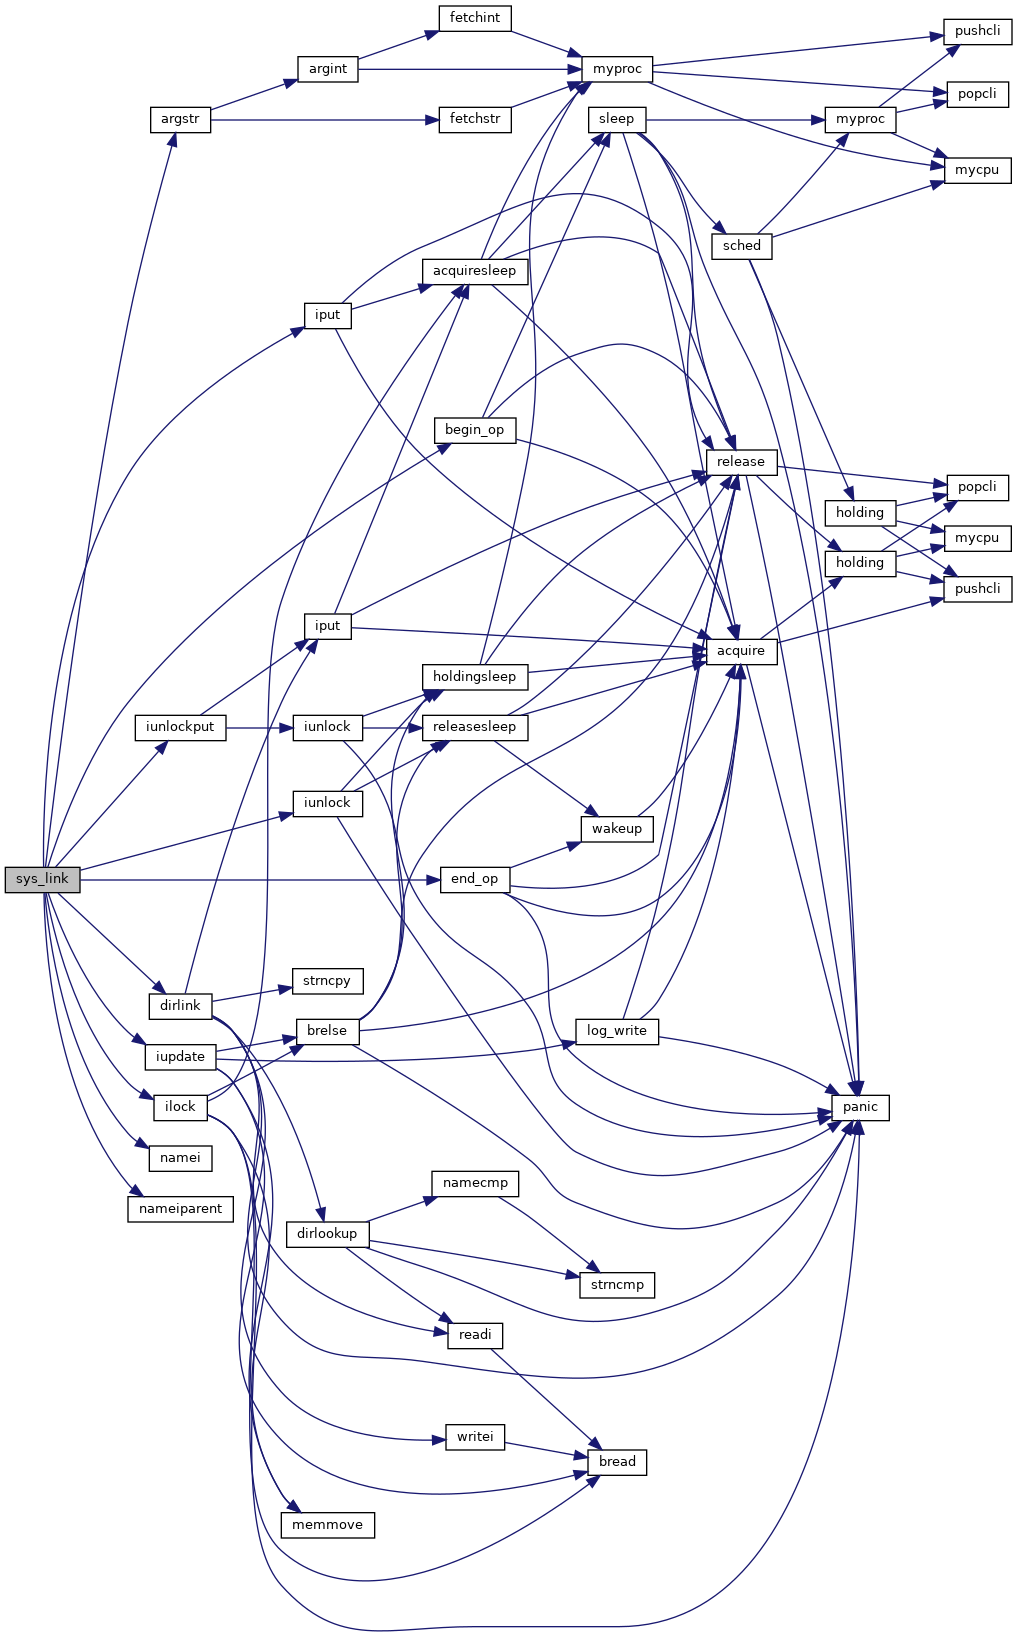 fetchint
pushcli
argint
myproc
popcli
argstr
fetchstr
sleep
myproc
mycpu
sched
acquiresleep
iput
begin_op
release
popcli
holding
mycpu
holding
pushcli
iput
acquire
holdingsleep
iunlockput
iunlock
releasesleep
iunlock
wakeup
sys_link
end_op
strncpy
dirlink
brelse
log_write
iupdate
ilock
panic
namei
namecmp
nameiparent
dirlookup
strncmp
readi
writei
bread
memmove